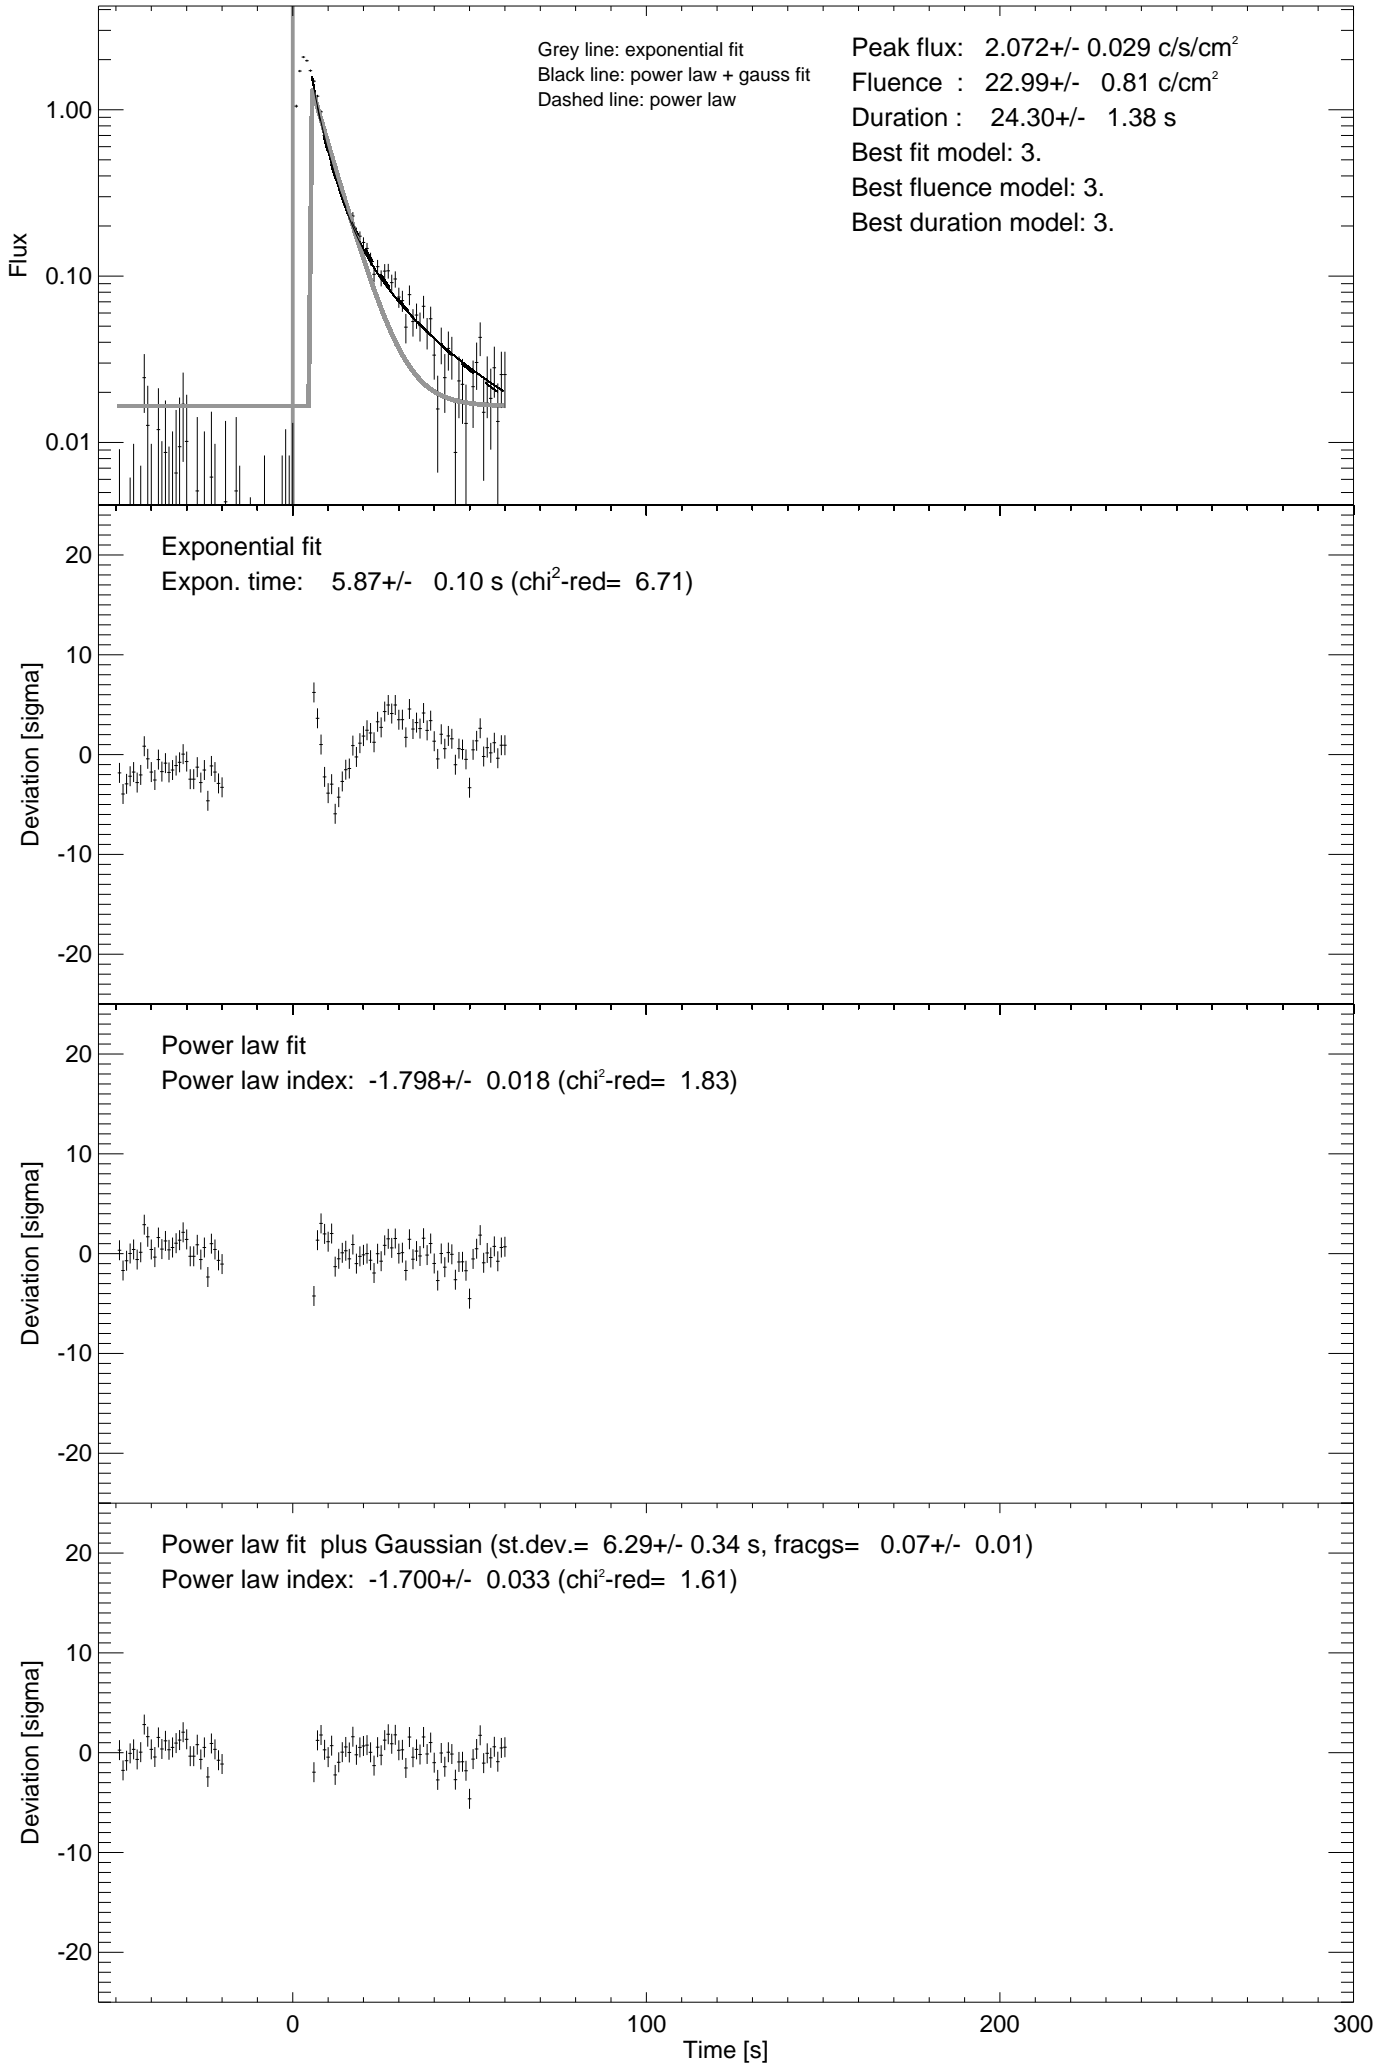 Grey line: exponential fit
Black line: power law + gauss fit
Dashed line: power law
Peak flux: 2.072+/- 0.029 c/s/cm²
Fluence : 22.99+/- 0.81 c/cm²
Duration : 24.30+/- 1.38 s
Best fit model: 3.
Best fluence model: 3.
Best duration model: 3.
1.00
0.10
0.01
Flux
Exponential fit
Expon. time: 5.87+/- 0.10 s (chi²-red= 6.71)
20
10
0
-10
-20
Deviation [sigma]
Power law fit
Power law index: -1.798+/- 0.018 (chi²-red= 1.83)
20
10
0
-10
-20
Deviation [sigma]
Power law fit plus Gaussian (st.dev.= 6.29+/- 0.34 s, fracgs= 0.07+/- 0.01)
Power law index: -1.700+/- 0.033 (chi²-red= 1.61)
20
10
0
-10
-20
Deviation [sigma]
0 100 200 300
Time [s]